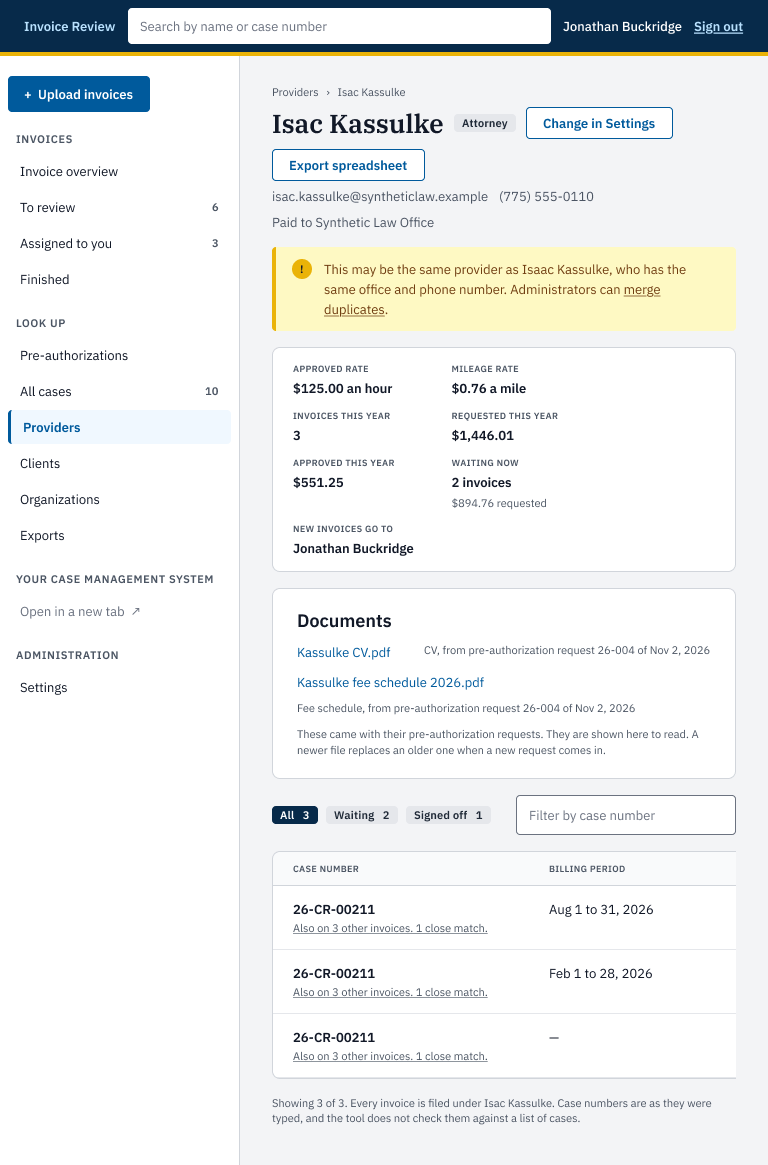 Invoice Review
Search by name or case number
Jonathan Buckridge
Sign out
+ Upload invoices
INVOICES
Invoice overview
To review 6
Assigned to you 3
Finished
LOOK UP
Pre-authorizations
All cases 10
Providers
Clients
Organizations
Exports
YOUR CASE MANAGEMENT SYSTEM
Open in a new tab ↗
ADMINISTRATION
Settings
Providers › Isac Kassulke
Isac Kassulke Attorney Change in Settings
Export spreadsheet
isac.kassulke@syntheticlaw.example (775) 555-0110
Paid to Synthetic Law Office
! This may be the same provider as Isaac Kassulke, who has the
same office and phone number. Administrators can merge
duplicates.
APPROVED RATE MILEAGE RATE
$125.00 an hour $0.76 a mile
INVOICES THIS YEAR REQUESTED THIS YEAR
3 $1,446.01
APPROVED THIS YEAR WAITING NOW
$551.25 2 invoices
$894.76 requested
NEW INVOICES GO TO
Jonathan Buckridge
Documents
Kassulke CV.pdf CV, from pre-authorization request 26-004 of Nov 2, 2026
Kassulke fee schedule 2026.pdf
Fee schedule, from pre-authorization request 26-004 of Nov 2, 2026
These came with their pre-authorization requests. They are shown here to read. A
newer file replaces an older one when a new request comes in.
All 3 Waiting 2 Signed off 1 Filter by case number
CASE NUMBER BILLING PERIOD
26-CR-00211 Aug 1 to 31, 2026
Also on 3 other invoices. 1 close match.
26-CR-00211 Feb 1 to 28, 2026
Also on 3 other invoices. 1 close match.
26-CR-00211 —
Also on 3 other invoices. 1 close match.
Showing 3 of 3. Every invoice is filed under Isac Kassulke. Case numbers are as they were
typed, and the tool does not check them against a list of cases.